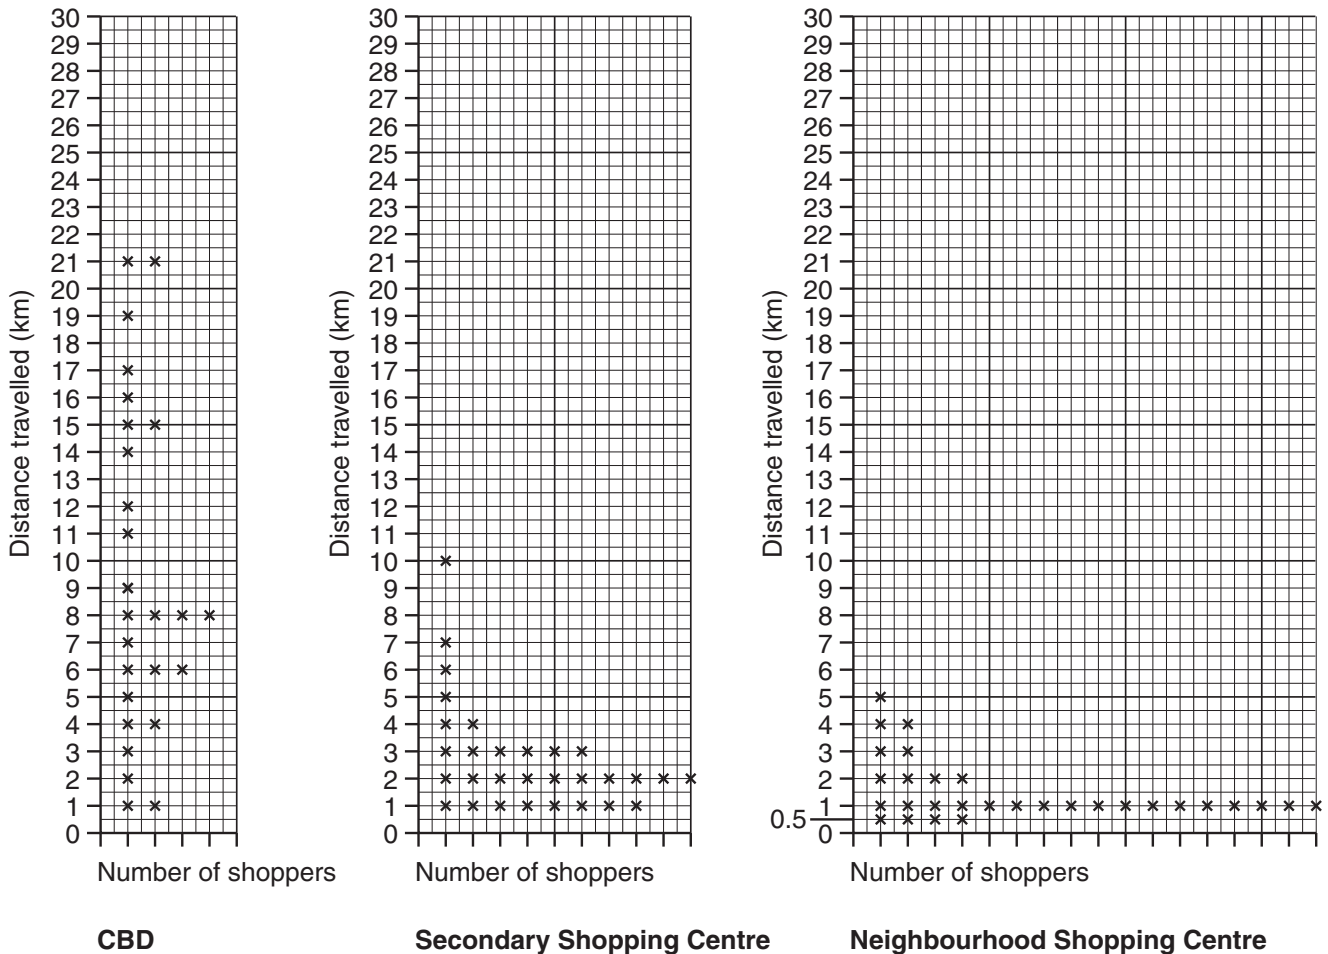 30 30 30
29 29 29
28 28 28
27 27 27
26 26 26
25 25 25
24 24 24
23 23 23
22 22 22
21 21 21
20 20 20
19 19 19
18 18 18
17 17 17
16 16 16
15 15 15
14 14 14
13 13 13
12 12 12
11 11 11
10 10 10
9 9 9
8 8 8
7 7 7
6 6 6
5 5 5
4 4 4
3 3 3
2 2 2
1 1 1
0.5
0 0 0
Distance travelled (km) Distance travelled (km) Distance travelled (km)
Number of shoppers Number of shoppers Number of shoppers
CBD Secondary Shopping Centre Neighbourhood Shopping Centre